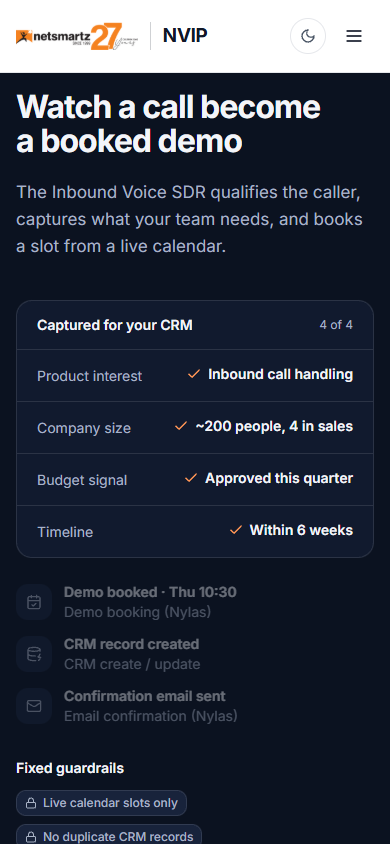 netsmartz 27 Years
SINCE 1999
NVIP
Watch a call become
a booked demo
The Inbound Voice SDR qualifies the caller,
captures what your team needs, and books
a slot from a live calendar.
Captured for your CRM 4 of 4
Product interest Inbound call handling
Company size ~200 people, 4 in sales
Budget signal Approved this quarter
Timeline Within 6 weeks
Demo booked · Thu 10:30
Demo booking (Nylas)
CRM record created
CRM create / update
Confirmation email sent
Email confirmation (Nylas)
Fixed guardrails
Live calendar slots only
No duplicate CRM records